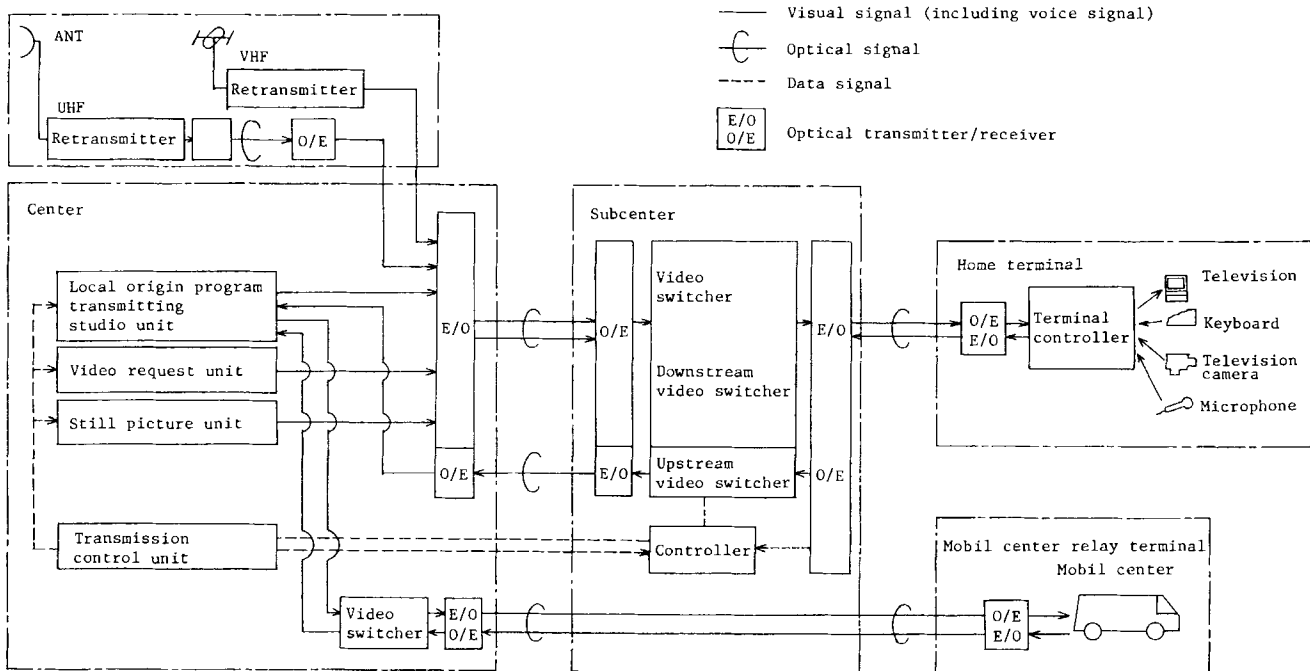 ANT
VHF
Retransmitter
UHF
Retransmitter
O/E
Visual signal (including voice signal)
Optical signal
Data signal
E/O
O/E
Optical transmitter/receiver
Center
Local origin program
transmitting
studio unit
Video request unit
Still picture unit
Transmission
control unit
E/O
O/E
Video
switcher
E/O
O/E
Subcenter
O/E
E/O
Video
switcher
Downstream
video switcher
Upstream
video switcher
Controller
E/O
O/E
Home terminal
O/E
E/O
Terminal
controller
Television
Keyboard
Television
camera
Microphone
Mobil center relay terminal
Mobil center
O/E
E/O